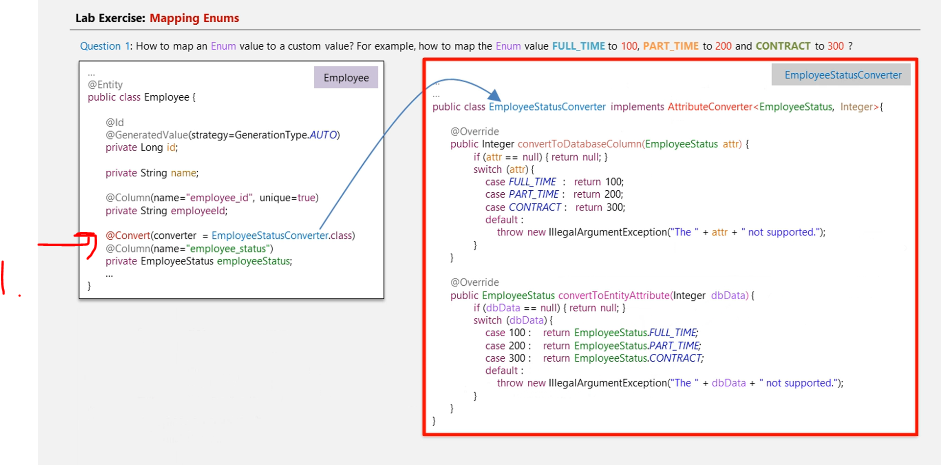 Lab Exercise: Mapping Enums
Question 1: How to map an Enum value to a custom value? For example, how to map the Enum value FULL_TIME to 100, PART_TIME to 200 and CONTRACT to 300 ?
Employee
...
@Entity
public class Employee {
@Id
@GeneratedValue(strategy=GenerationType.AUTO)
private Long id;
private String name;
@Column(name="employee_id", unique=true)
private String employeeId;
@Convert(converter = EmployeeStatusConverter.class)
@Column(name="employee_status")
private EmployeeStatus employeeStatus;
...
}
1.
EmployeeStatusConverter
...
...
public class EmployeeStatusConverter implements AttributeConverter<EmployeeStatus, Integer>{
@Override
public Integer convertToDatabaseColumn(EmployeeStatus attr) {
if (attr == null) { return null; }
switch (attr) {
case FULL_TIME : return 100;
case PART_TIME : return 200;
case CONTRACT : return 300;
default :
throw new IllegalArgumentException("The " + attr + " not supported.");
}
}
@Override
public EmployeeStatus convertToEntityAttribute(Integer dbData) {
if (dbData == null) { return null; }
switch (dbData) {
case 100 : return EmployeeStatus.FULL_TIME;
case 200 : return EmployeeStatus.PART_TIME;
case 300 : return EmployeeStatus.CONTRACT;
default :
throw new IllegalArgumentException("The " + dbData + " not supported.");
}
}
}